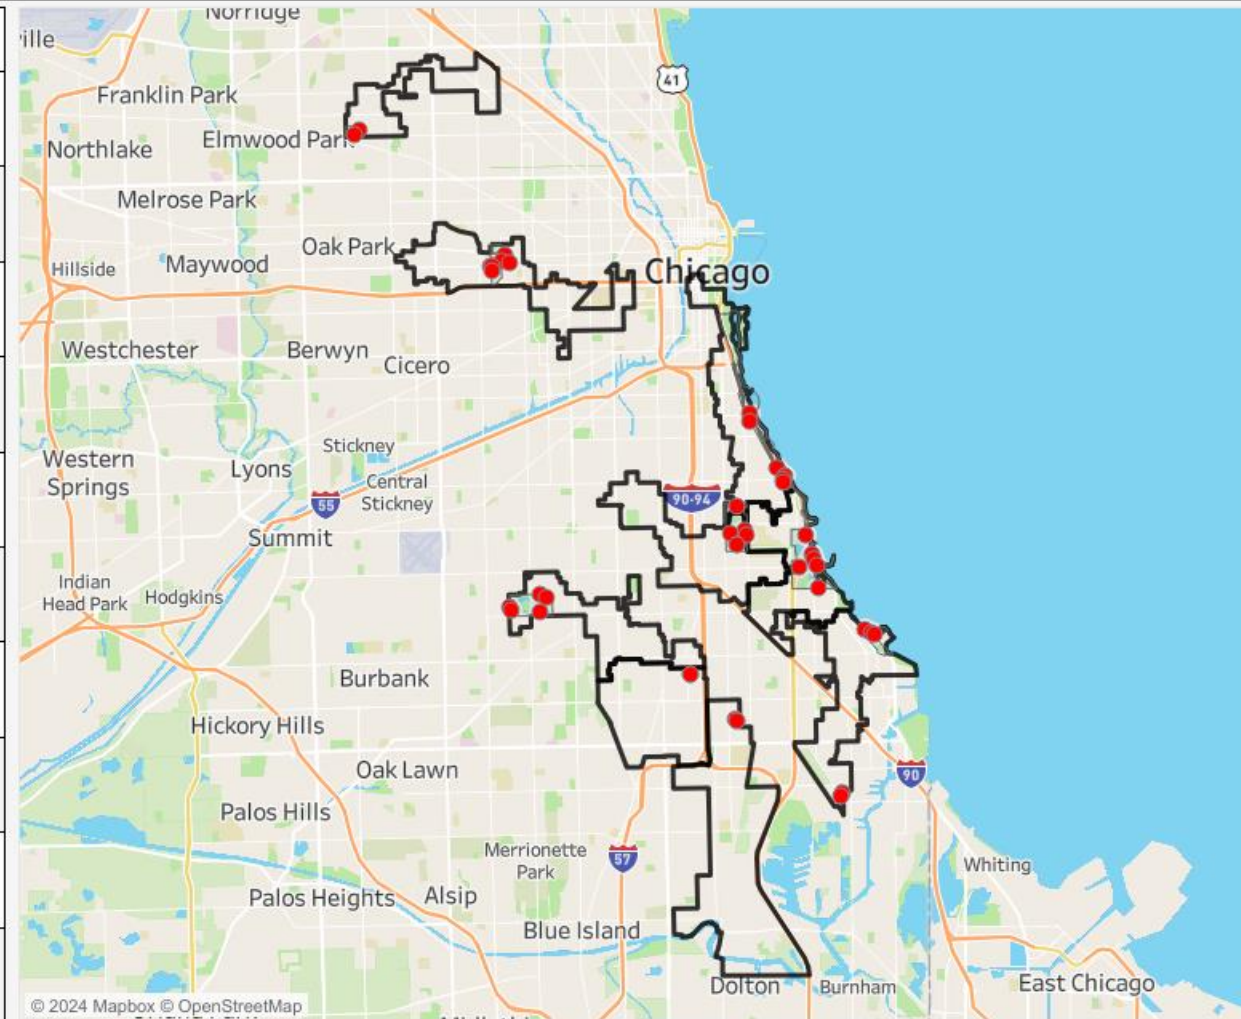 Norridge
ville
41
Franklin Park
Elmwood Park
Northlake
Melrose Park
Oak Park
Maywood
Hillside
Chicago
Westchester
Berwyn
Cicero
Stickney
Western
Springs
Lyons
Central
Stickney
90-94
55
Summit
Indian
Head Park
Hodgkins
Burbank
Hickory Hills
Oak Lawn
90
Palos Hills
Merrionette
Park
57
Whiting
Palos Heights
Alsip
Blue Island
Dolton
Burnham
East Chicago
© 2024 Mapbox © OpenStreetMap